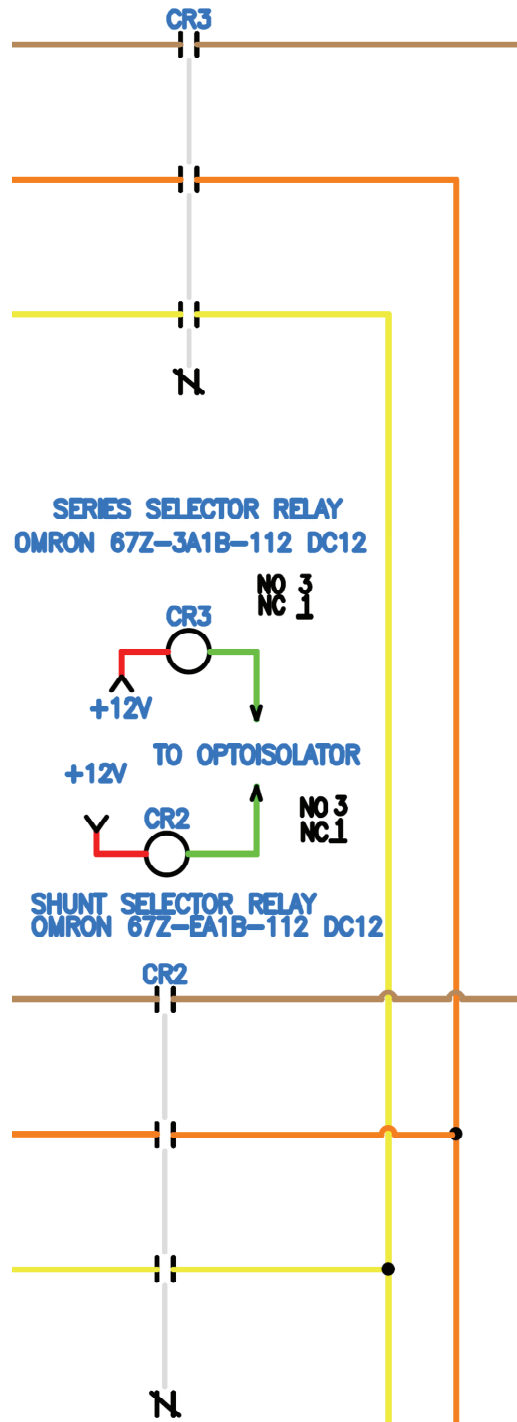 CR3
SERIES SELECTOR RELAY
OMRON 67Z-3A1B-112 DC12
NO 3
NC 1
CR3
+12V
TO OPTOISOLATOR
+12V
NO 3
NC 1
CR2
SHUNT SELECTOR RELAY
OMRON 67Z-EA1B-112 DC12
CR2